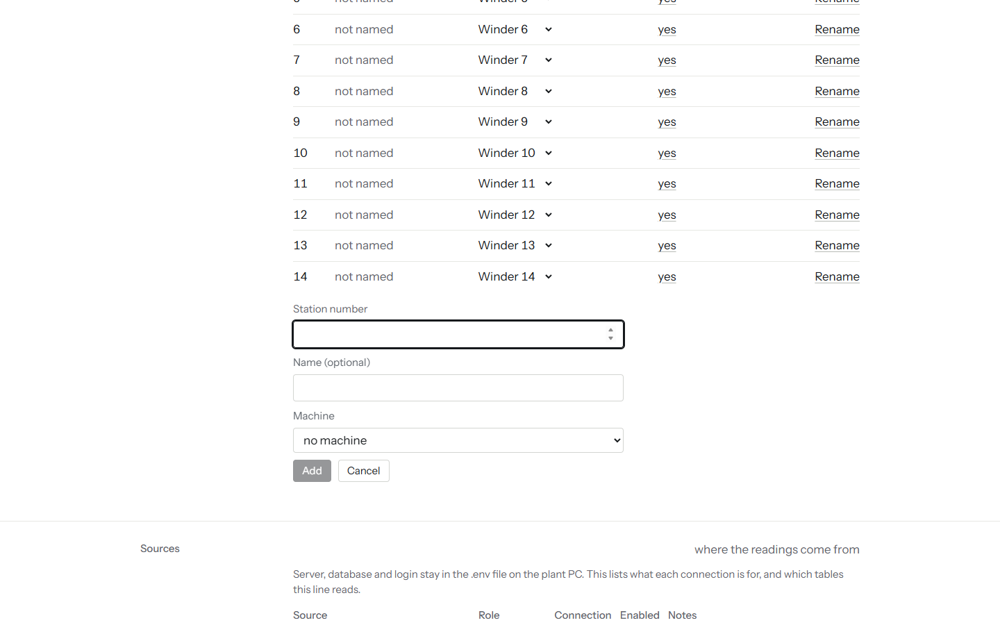 6 not named Winder 6 yes Rename
7 not named Winder 7 yes Rename
8 not named Winder 8 yes Rename
9 not named Winder 9 yes Rename
10 not named Winder 10 yes Rename
11 not named Winder 11 yes Rename
12 not named Winder 12 yes Rename
13 not named Winder 13 yes Rename
14 not named Winder 14 yes Rename
Station number
Name (optional)
Machine
no machine
Add Cancel
Sources where the readings come from
Server, database and login stay in the .env file on the plant PC. This lists what each connection is for, and which tables
this line reads.
Source Role Connection Enabled Notes